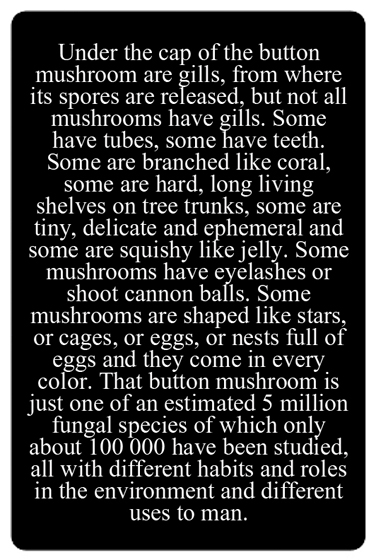 Under the cap of the button
mushroom are gills, from where
its spores are released, but not all
mushrooms have gills. Some
have tubes, some have teeth.
Some are branched like coral,
some are hard, long living
shelves on tree trunks, some are
tiny, delicate and ephemeral and
some are squishy like jelly. Some
mushrooms have eyelashes or
shoot cannon balls. Some
mushrooms are shaped like stars,
or cages, or eggs, or nests full of
eggs and they come in every
color. That button mushroom is
just one of an estimated 5 million
fungal species of which only
about 100 000 have been studied,
all with different habits and roles
in the environment and different
uses to man.